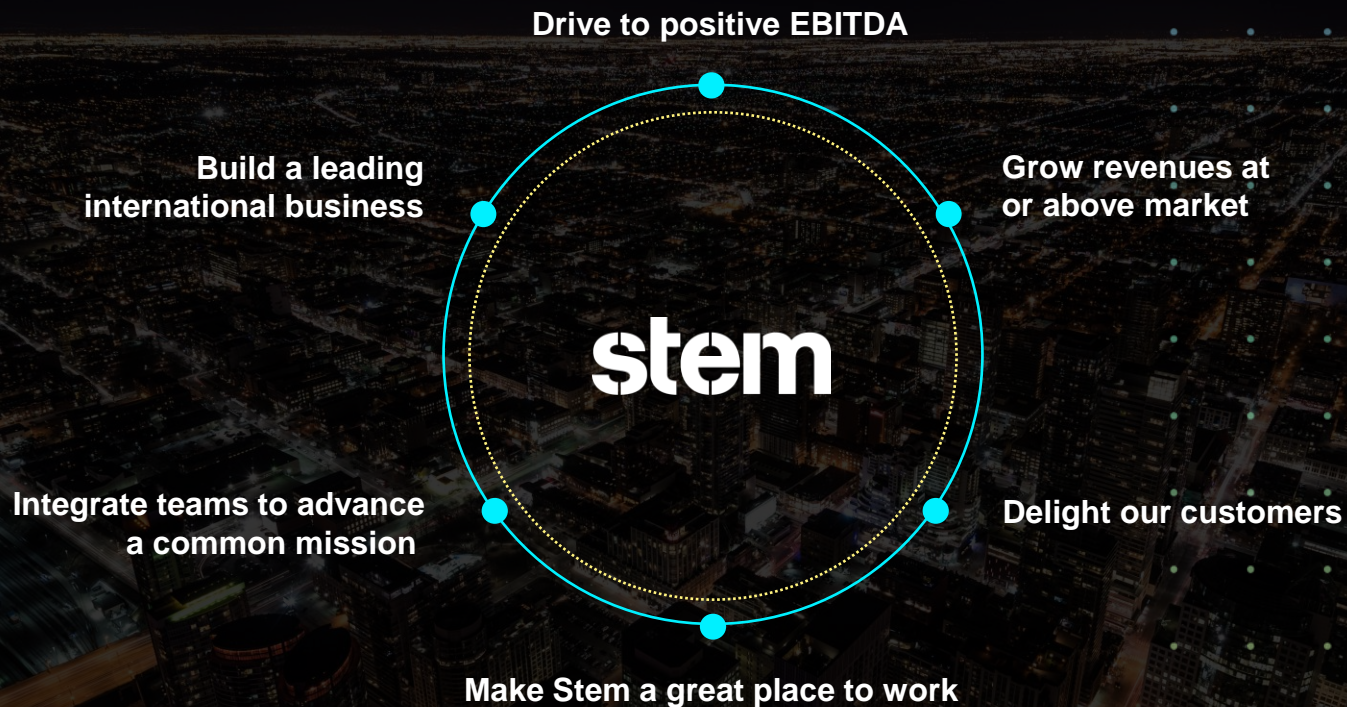 Drive to positive EBITDA
Build a leading
international business
Grow revenues at
or above market
stem
Integrate teams to advance
a common mission
Delight our customers
Make Stem a great place to work